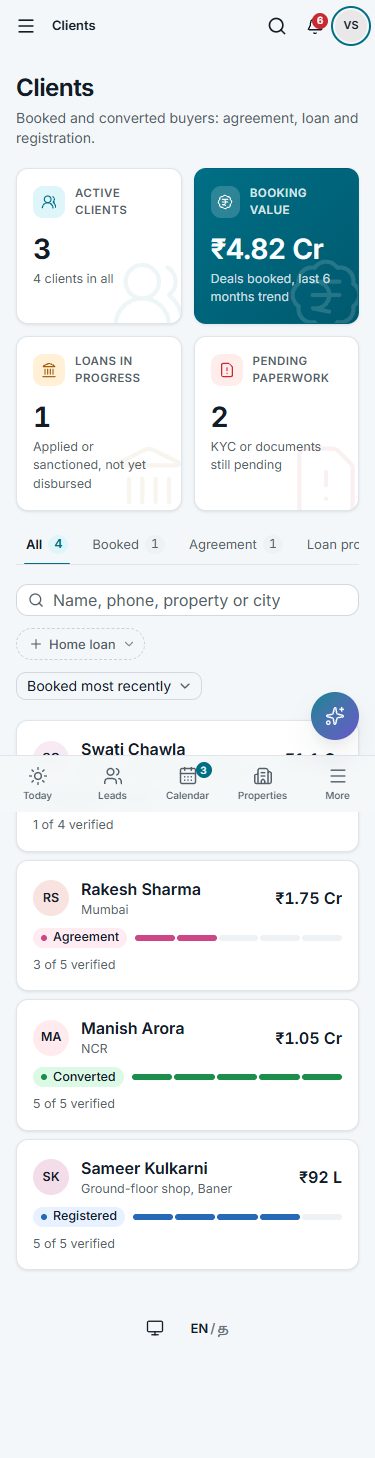 Clients
6
VS
Clients
Booked and converted buyers: agreement, loan and
registration.
ACTIVE
CLIENTS
3
4 clients in all
BOOKING
VALUE
₹4.82 Cr
Deals booked, last 6
months trend
LOANS IN
PROGRESS
1
Applied or
sanctioned, not yet
disbursed
PENDING
PAPERWORK
2
KYC or documents
still pending
All 4 Booked 1 Agreement 1 Loan pro
Name, phone, property or city
Home loan
Booked most recently
Swati Chawla
Today
Leads
3
Calendar
Properties
More
1 of 4 verified
RS
Rakesh Sharma
₹1.75 Cr
Mumbai
Agreement
3 of 5 verified
MA
Manish Arora
₹1.05 Cr
NCR
Converted
5 of 5 verified
SK
Sameer Kulkarni
₹92 L
Ground-floor shop, Baner
Registered
5 of 5 verified
EN / த